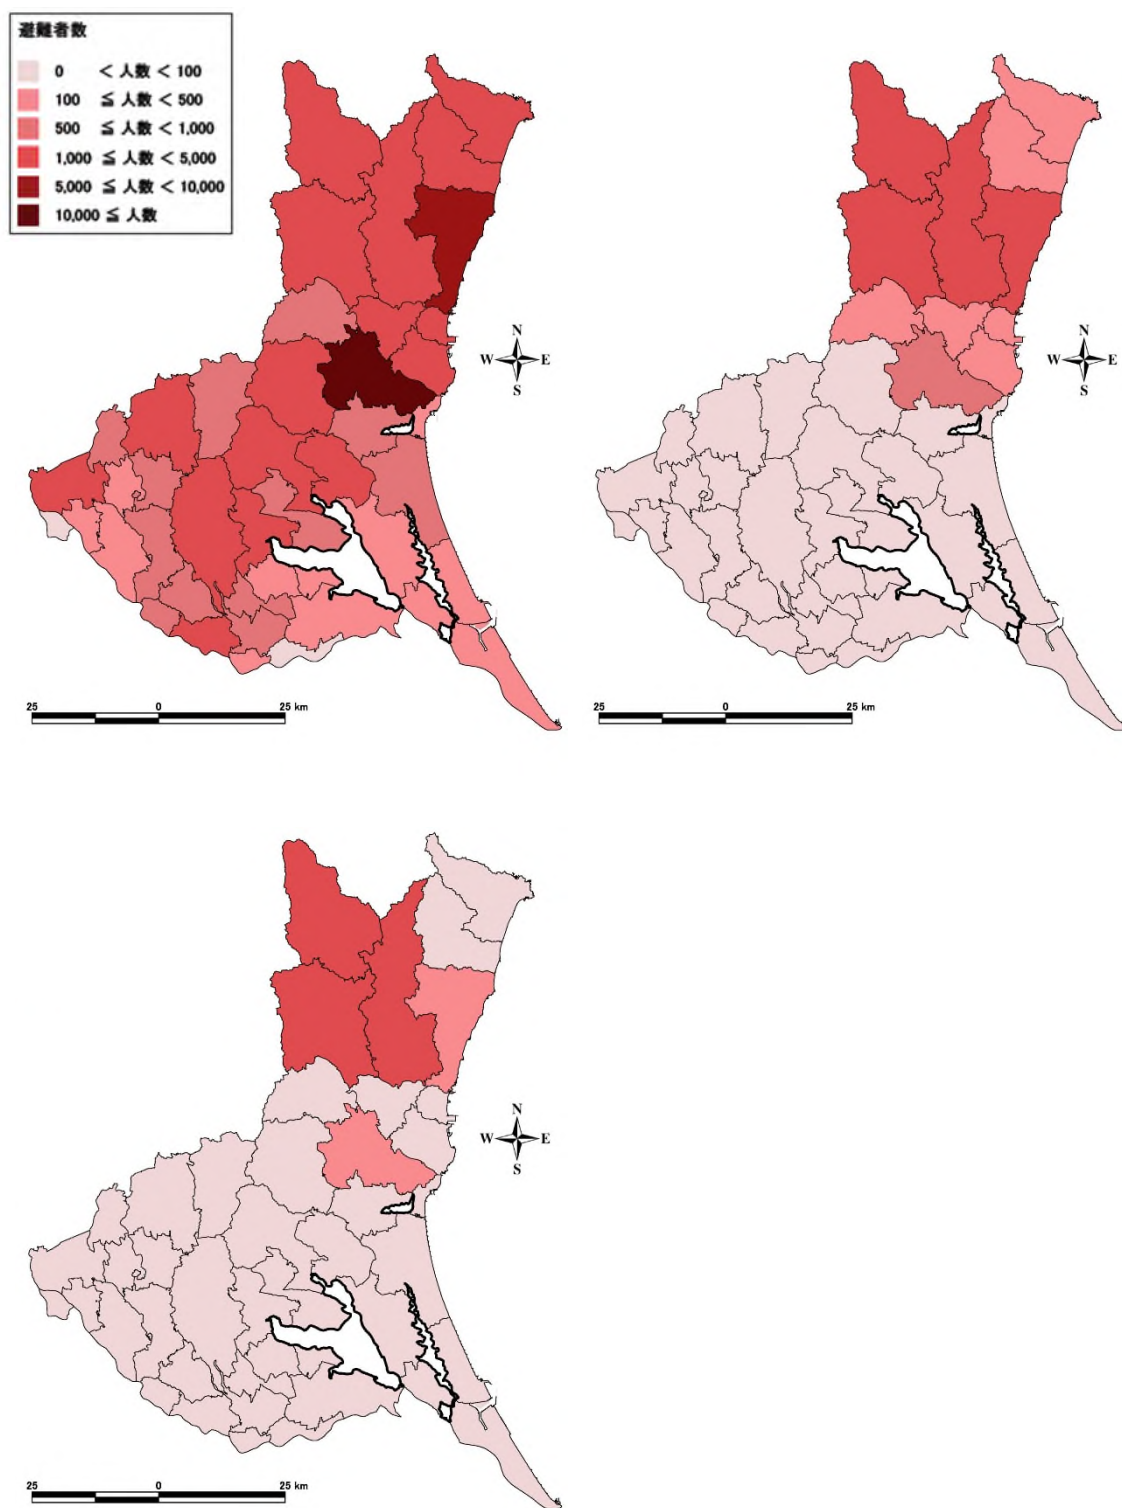 避難者数
0 < 人数 < 100
100 ≦ 人数 < 500
500 ≦ 人数 < 1,000
1,000 ≦ 人数 < 5,000
5,000 ≦ 人数 < 10,000
10,000 ≦ 人数
N
W E
S
25 0 25 km
N
W E
S
25 0 25 km
N
W E
S
25 0 25 km